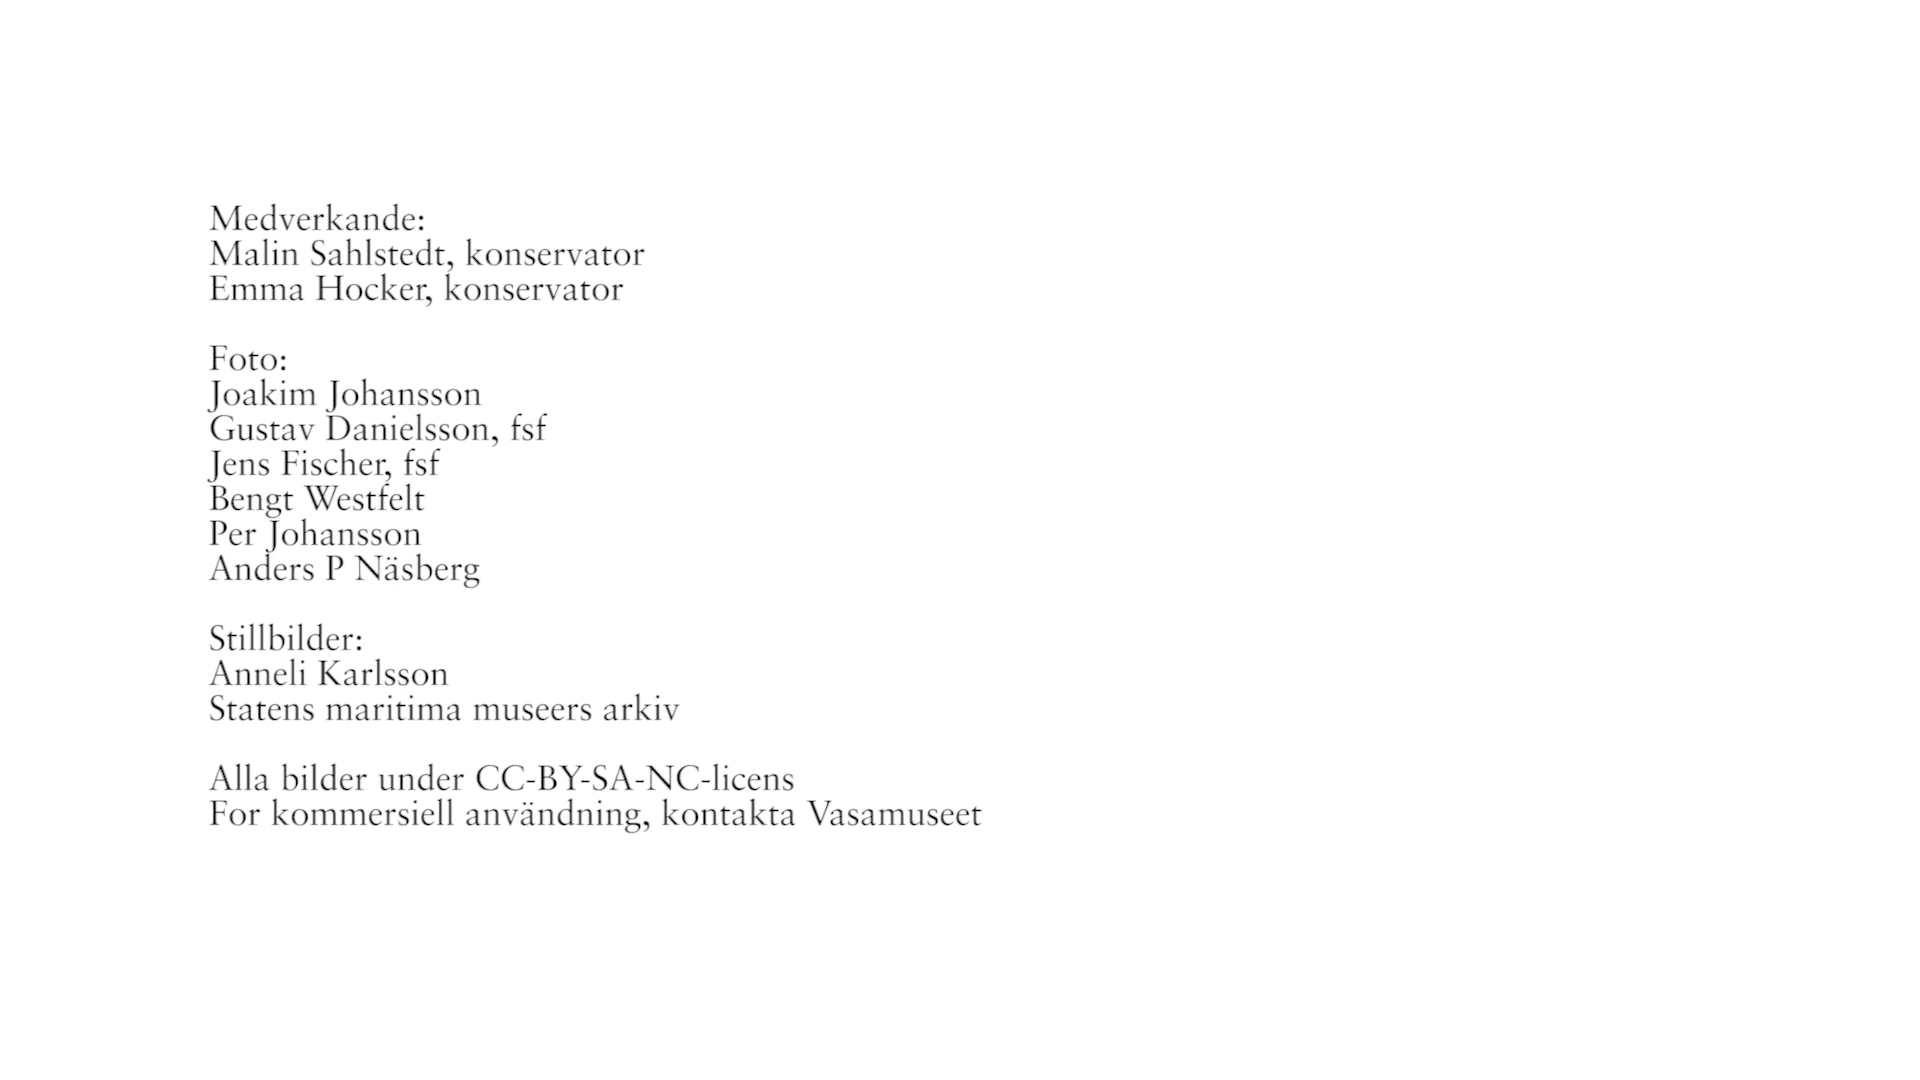 Medverkande:
Malin Sahlstedt, konservator
Emma Hocker, konservator
Foto:
Joakim Johansson
Gustav Danielsson, fsf
Jens Fischer, fsf
Bengt Westfelt
Per Johansson
Anders P Näsberg
Stillbilder:
Anneli Karlsson
Statens maritima museers arkiv
Alla bilder under CC-BY-SA-NC-licens
For kommersiell användning, kontakta Vasamuseet